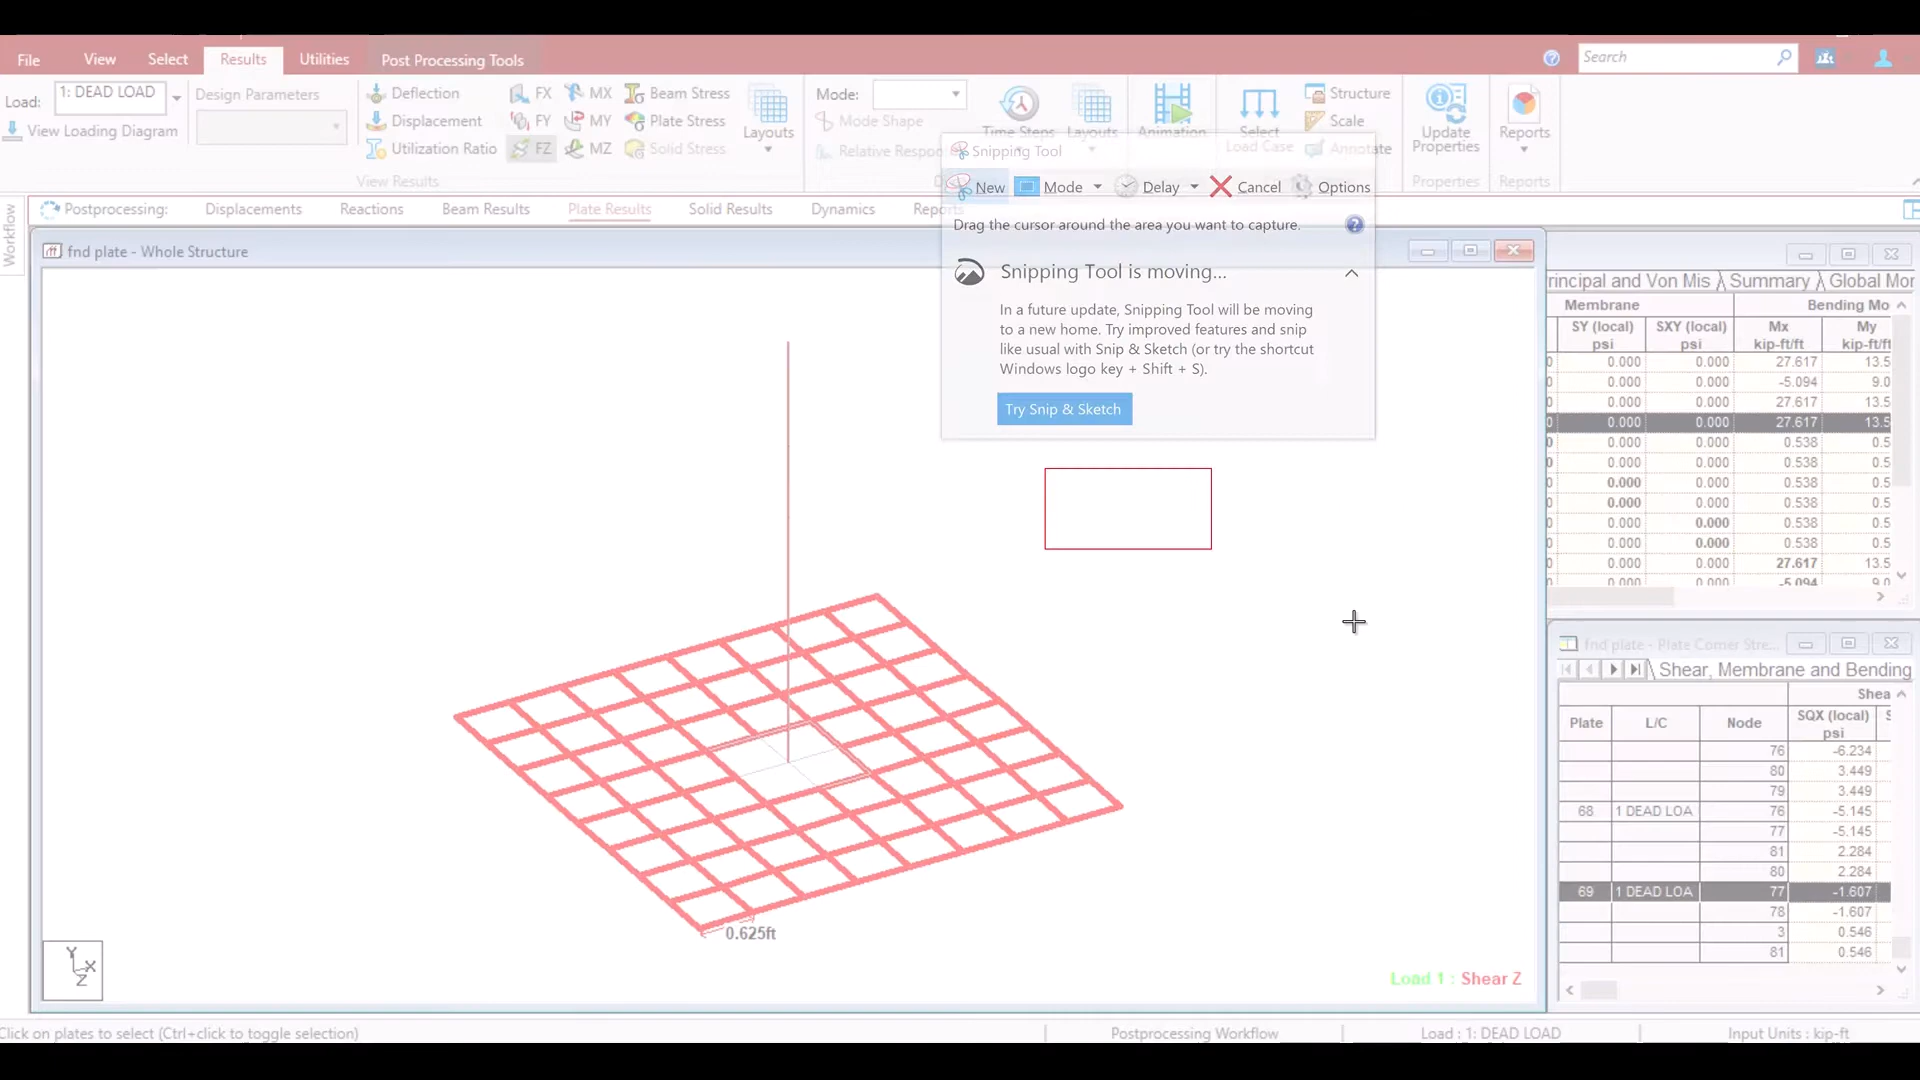 File View Select Results Utilities Post Processing Tools Search
Load: 1: DEAD LOAD Design Parameters
View Loading Diagram
Deflection FX MX Beam Stress
Displacement FY MY Plate Stress
Utilization Ratio FZ MZ Solid Stress
Layouts
View Results
Mode:
Mode Shape
Relative Respo
Time Steps Layouts Animation
Select
Load Case
Structure
Scale
Annotate
Update
Properties
Properties
Reports
Reports
Workflow
Postprocessing: Displacements Reactions Beam Results Plate Results Solid Results Dynamics Reports
Snipping Tool
New Mode Delay Cancel Options
Drag the cursor around the area you want to capture.
Snipping Tool is moving...
In a future update, Snipping Tool will be moving
to a new home. Try improved features and snip
like usual with Snip & Sketch (or try the shortcut
Windows logo key + Shift + S).
Try Snip & Sketch
fnd plate - Whole Structure
0.625ft
Y
X
Z
Load 1 : Shear Z
rincipal and Von Mis Summary Global Mor
Membrane Bending Mo
SY (local) SXY (local) Mx My
psi psi kip-ft/ft kip-ft/ft
0.000 0.000 27.617 13.5
0.000 0.000 -5.094 9.0
0.000 0.000 27.617 13.5
0.000 0.000 27.617 13.5
0.000 0.000 0.538 0.5
0.000 0.000 0.538 0.5
0.000 0.000 0.538 0.5
0.000 0.000 0.538 0.5
0.000 0.000 0.538 0.5
0.000 0.000 0.538 0.5
0.000 0.000 27.617 13.5
0.000 0.000 -5.094 9.0
fnd plate - Plate Corner Stre...
Shear, Membrane and Bending
Shea
Plate L/C Node SQX (local) S
psi
76 -6.234
80 3.449
79 3.449
68 1 DEAD LOA 76 -5.145
77 -5.145
81 2.284
80 2.284
69 1 DEAD LOA 77 -1.607
78 -1.607
3 0.546
81 0.546
Click on plates to select (Ctrl+click to toggle selection) Postprocessing Workflow Load : 1: DEAD LOAD Input Units : kip-ft